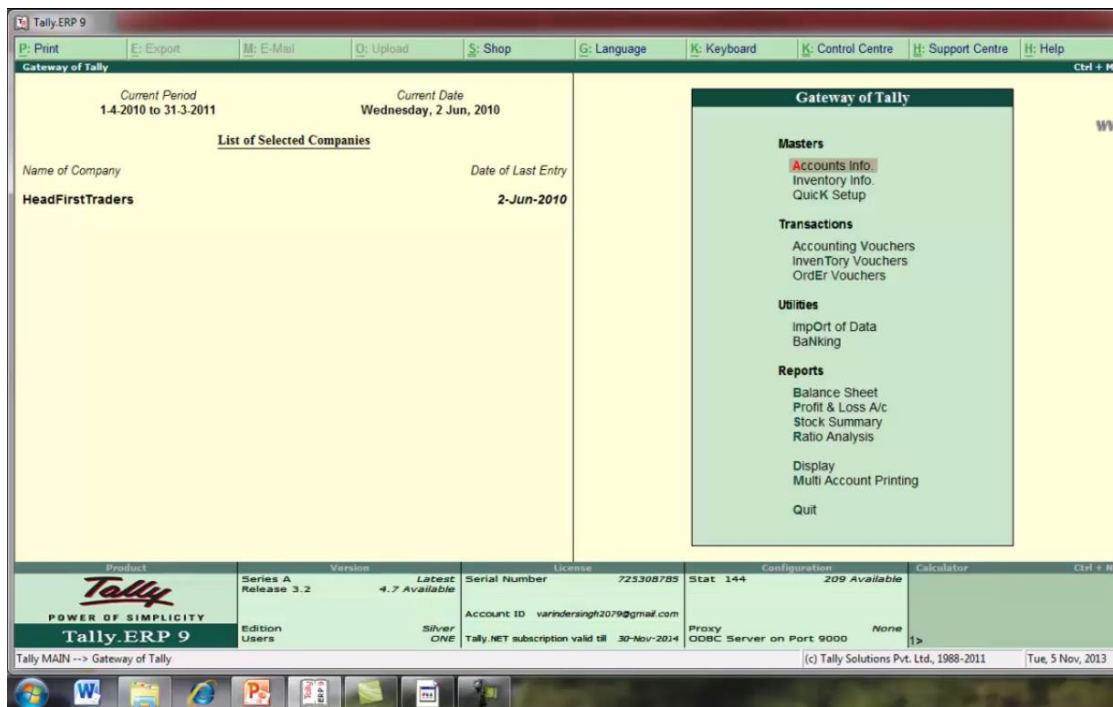 Tally.ERP 9
P: Print E: Export M: E-Mail O: Upload S: Shop G: Language K: Keyboard K: Control Centre H: Support Centre H: Help
Gateway of Tally Ctrl + M
Current Period Current Date
1-4-2010 to 31-3-2011 Wednesday, 2 Jun, 2010
List of Selected Companies
Name of Company Date of Last Entry
HeadFirstTraders 2-Jun-2010
Gateway of Tally
Masters
Accounts Info.
Inventory Info.
QuicK Setup
Transactions
Accounting Vouchers
InvenTory Vouchers
OrdEr Vouchers
Utilities
ImpOrt of Data
BaNking
Reports
Balance Sheet
Profit & Loss A/c
Stock Summary
Ratio Analysis
Display
Multi Account Printing
Quit
Product Version License Configuration Calculator Ctrl + N
Tally
POWER OF SIMPLICITY
Tally.ERP 9
Series A Latest
Release 3.2 4.7 Available
Edition Silver
Users ONE
Serial Number 725308785
Account ID varindersingh2079@gmail.com
Tally.NET subscription valid till 30-Nov-2014
Stat 144 209 Available
Proxy None
ODBC Server on Port 9000
1>
Tally MAIN --> Gateway of Tally (c) Tally Solutions Pvt. Ltd., 1988-2011 Tue, 5 Nov, 2013